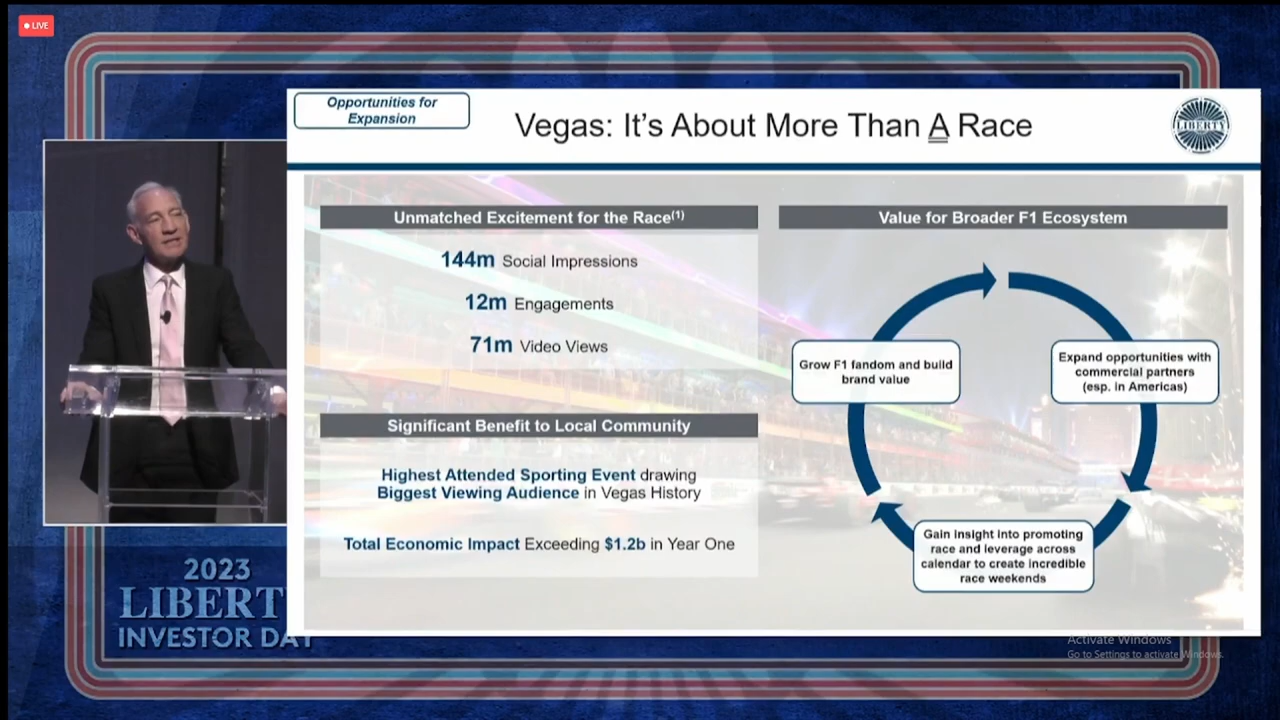 LIVE
Opportunities for
Expansion
Vegas: It's About More Than A Race
LIBERTY
Unmatched Excitement for the Race(1)
144m Social Impressions
12m Engagements
71m Video Views
Significant Benefit to Local Community
Highest Attended Sporting Event drawing
Biggest Viewing Audience in Vegas History
Total Economic Impact Exceeding $1.2b in Year One
Value for Broader F1 Ecosystem
Grow F1 fandom and build
brand value
Expand opportunities with
commercial partners
(esp. in Americas)
Gain insight into promoting
race and leverage across
calendar to create incredible
race weekends
2023
LIBERT
INVESTOR DAY
Activate Windows
Go to Settings to activate Windows.